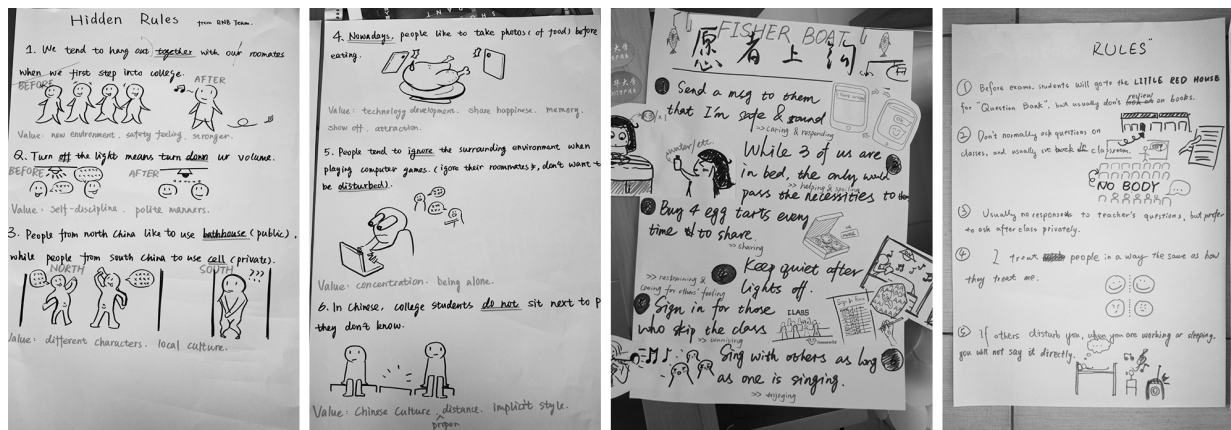 Hidden Rules from BNB Team.
1. We tend to hang out together with our roomates
when we first step into college.
BEFORE
AFTER
Value: new environment. safety feeling. stronger.
2. Turn off the light means turn down ur volume.
BEFORE
AFTER
Value: self-discipline. polite manners.
3. People from north China like to use bathhouse (public),
while people from south China to use cell (private).
NORTH
SOUTH
Value: different characters. local culture.
4. Nowadays, people like to take photos (of food) before
eating.
Value: technology development. share happiness. memory.
show off. attraction.
5. People tend to ignore the surrounding environment when
playing computer games. (igore their roommates, don't want t
be disturbed).
Value: concentration. being alone.
6. In Chinese, college students do not sit next to p
they don't know.
Value: Chinese Culture. distance. Implicit style.
proper
FISHER BOAT
愿者上钩
Send a msg to them
that I'm safe & sound
>> caring & responding
water/etc.
While 3 of us are
in bed, the only would
>> helping &
pass the necessities to them
Buy 4 egg tarts every
time to share
>> sharing
Keep quiet after
lights off.
>> restraining &
caring for others' feeling
Sign in for those
who skip the class
CLASS
Sing with others as long
as one is singing.
>> enjoying
RULES"
① Before exams, students will go to the LITTLE RED HOUSE
for "Question Bank", but usually don't review on books.
② Don't normally ask questions on
classes, and usually classroom.
NO BODY
③ Usually no response to teacher's questions, but prefer
to ask after class privately.
④ I treat people in a way the same as how
they treat me.
⑤ If others disturb you, when you are working or sleeping,
you will not say it directly.